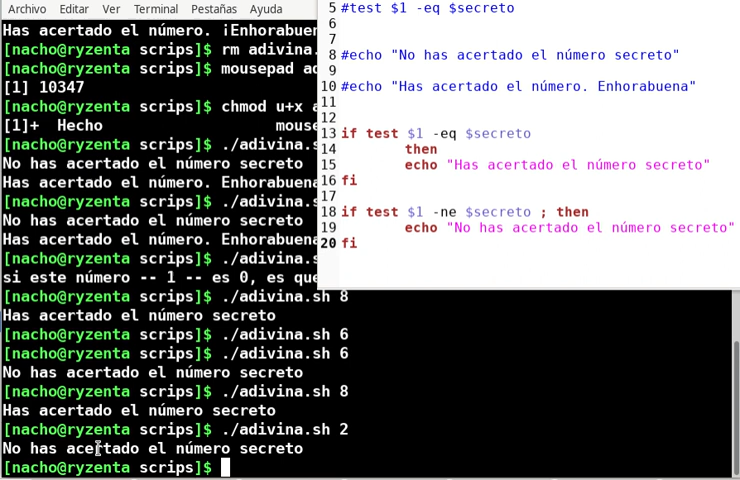 Archivo Editar Ver Terminal Pestañas Ayuda
Has acertado el número. ¡Enhorabuen
[nacho@ryzenta scrips]$ rm adivina.
[nacho@ryzenta scrips]$ mousepad ad
[1] 10347
[nacho@ryzenta scrips]$ chmod u+x a
[1]+ Hecho mouse
[nacho@ryzenta scrips]$ ./adivina.s
No has acertado el número secreto
Has acertado el número. Enhorabuena
[nacho@ryzenta scrips]$ ./adivina.s
No has acertado el número secreto
Has acertado el número. Enhorabuena
[nacho@ryzenta scrips]$ ./adivina.s
si este número -- 1 -- es 0, es que
[nacho@ryzenta scrips]$ ./adivina.sh 8
Has acertado el número secreto
[nacho@ryzenta scrips]$ ./adivina.sh 6
[nacho@ryzenta scrips]$ ./adivina.sh 6
No has acertado el número secreto
[nacho@ryzenta scrips]$ ./adivina.sh 8
Has acertado el número secreto
[nacho@ryzenta scrips]$ ./adivina.sh 2
No has acertado el número secreto
[nacho@ryzenta scrips]$
5 #test $1 -eq $secreto
6
7
8 #echo "No has acertado el número secreto"
9
10 #echo "Has acertado el número. Enhorabuena"
11
12
13 if test $1 -eq $secreto
14 then
15 echo "Has acertado el número secreto"
16 fi
17
18 if test $1 -ne $secreto ; then
19 echo "No has acertado el número secreto"
20 fi